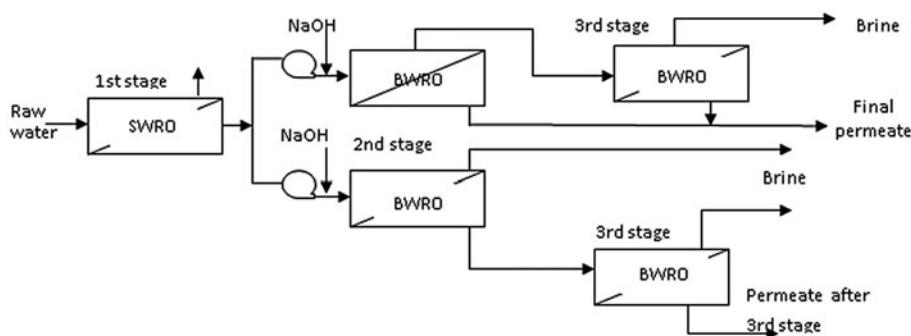 NaOH
3rd stage
Brine
1st stage
BWRO
BWRO
Raw
water
SWRO
Final
permeate
NaOH
2nd stage
BWRO
Brine
3rd stage
BWRO
Permeate after
3rd stage